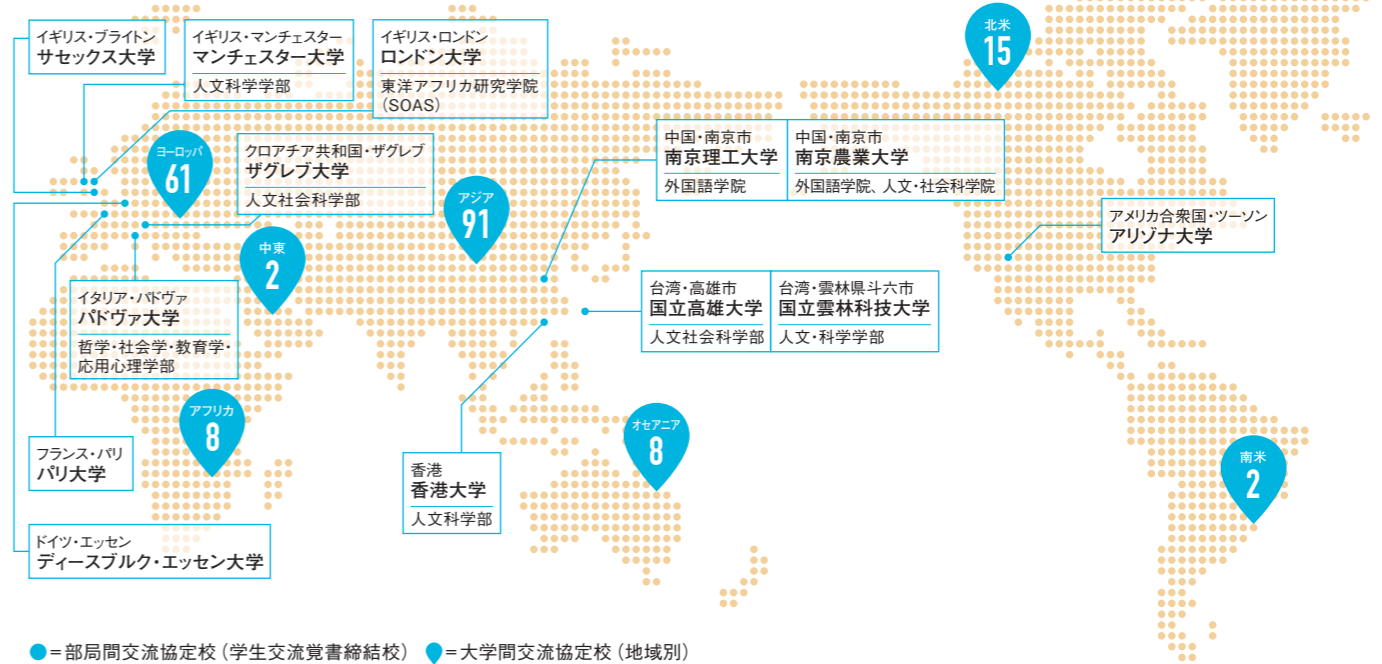 イギリス・ブライトン
サセックス大学
イギリス・マンチェスター
マンチェスター大学
人文科学学部
イギリス・ロンドン
ロンドン大学
東洋アフリカ研究学院
（SOAS）
北米
15
ヨーロッパ
61
クロアチア共和国・ザグレブ
ザグレブ大学
人文社会科学部
アジア
91
中国・南京市
南京理工大学
外国語学院
中国・南京市
南京農業大学
外国語学院、人文・社会科学院
アメリカ合衆国・ツーソン
アリゾナ大学
中東
2
イタリア・パドヴァ
パドヴァ大学
哲学・社会学・教育学・
応用心理学部
台湾・高雄市
国立高雄大学
人文社会科学部
台湾・雲林県斗六市
国立雲林科技大学
人文・科学学部
アフリカ
8
オセアニア
8
南米
2
フランス・パリ
パリ大学
香港
香港大学
人文科学部
ドイツ・エッセン
ディースブルク・エッセン大学
=部局間交流協定校（学生交流覚書締結校） =大学間交流協定校（地域別）